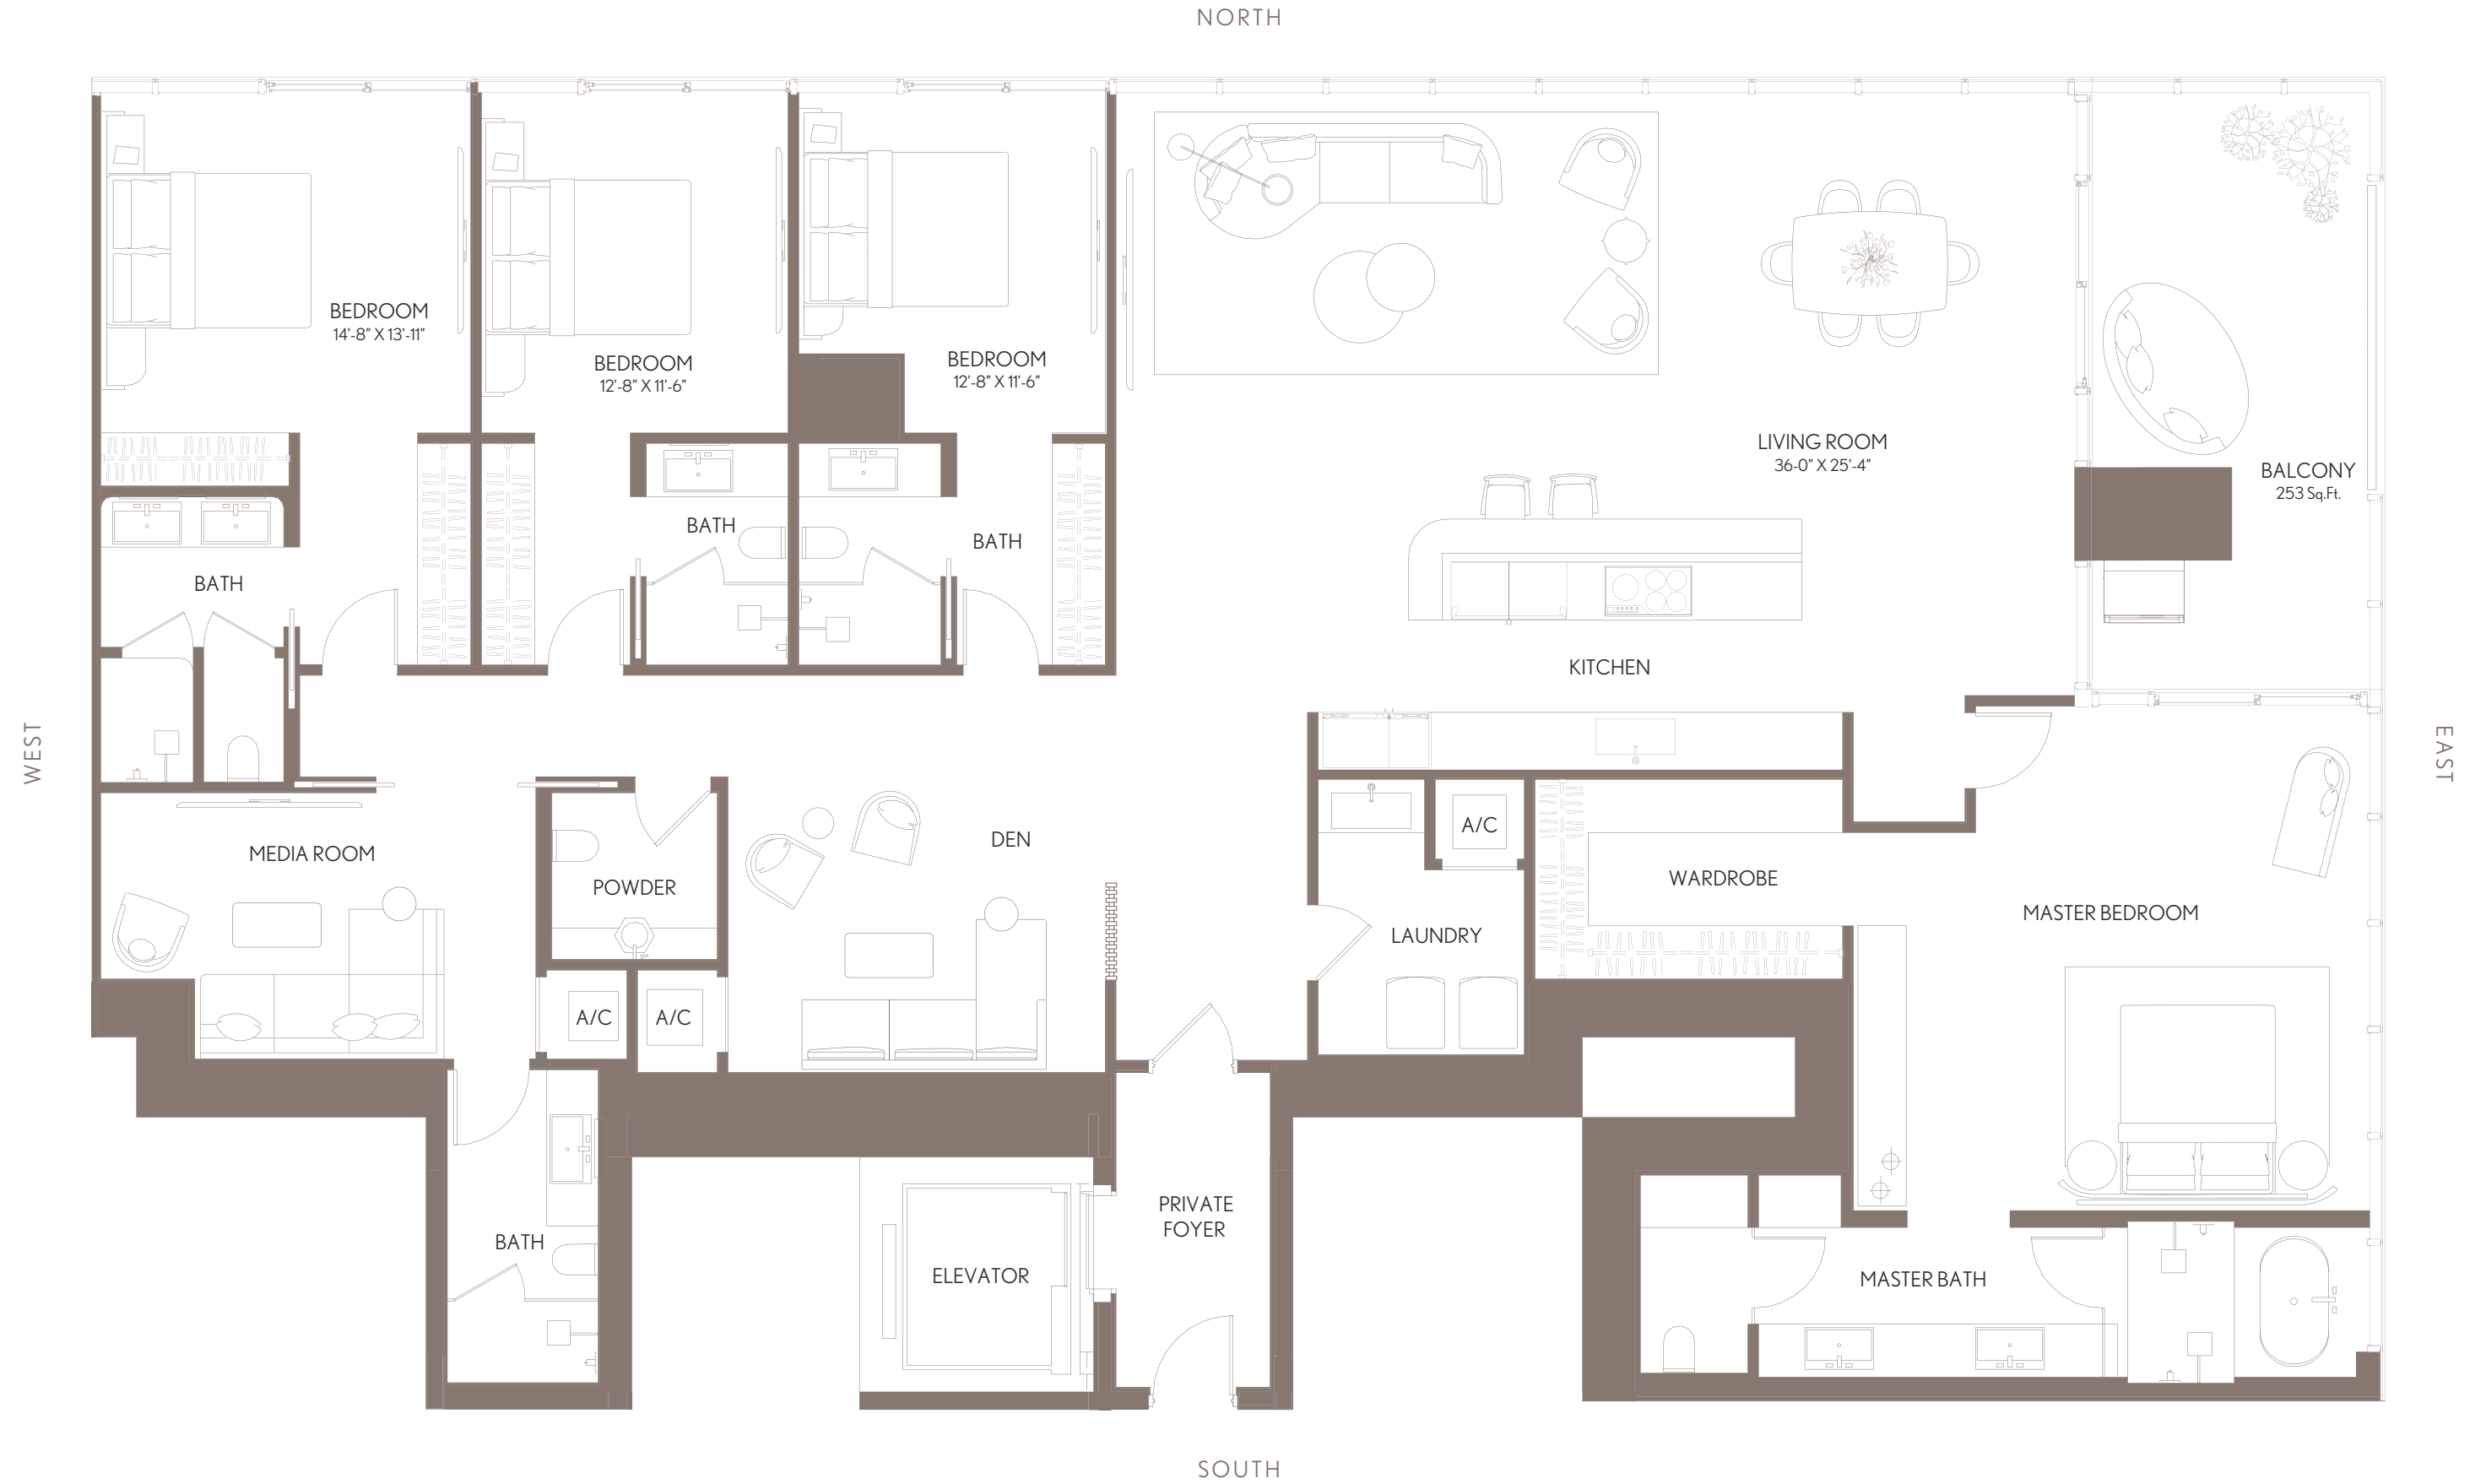 NORTH
BEDROOM
14'-8" X 13'-11"
BEDROOM
12'-8" X 11'-6"
BEDROOM
12'-8" X 11'-6"
LIVING ROOM
36-0" X 25'-4"
BALCONY
253 Sq.Ft.
BATH
BATH
BATH
KITCHEN
WEST
EAST
MEDIA ROOM
POWDER
DEN
A/C
LAUNDRY
WARDROBE
MASTER BEDROOM
A/C
A/C
BATH
ELEVATOR
PRIVATE
FOYER
MASTER BATH
SOUTH